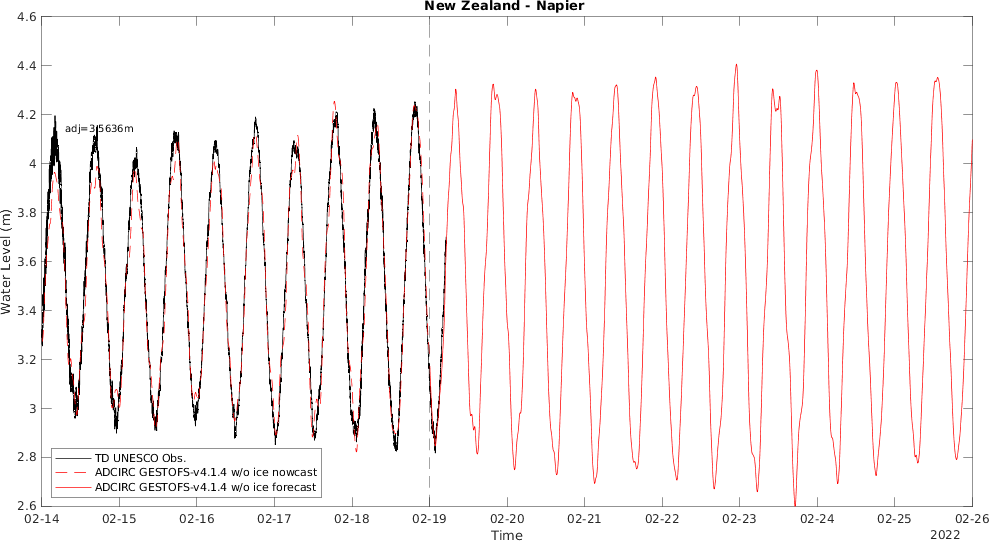 New Zealand - Napier
4.6
4.4
4.2
4
3.8
3.6
3.4
3.2
3
2.8
2.6
Water Level (m)
adj=3.5636m
TD UNESCO Obs.
ADCIRC GESTOFS-v4.1.4 w/o ice nowcast
ADCIRC GESTOFS-v4.1.4 w/o ice forecast
02-14 02-15 02-16 02-17 02-18 02-19 02-20 02-21 02-22 02-23 02-24 02-25 02-26
Time
2022